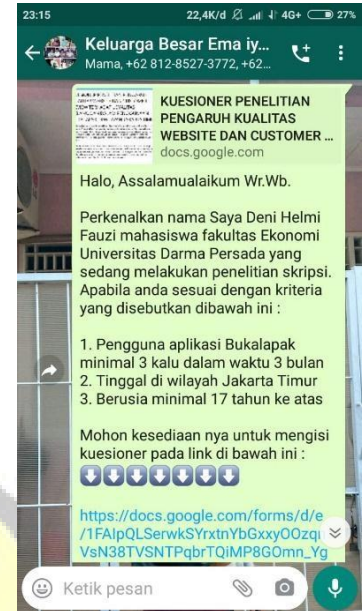 23:15 22,4K/d 4G+ 27%
Keluarga Besar Ema iy...
Mama, +62 812-8527-3772, +62...
KUESIONER PENELITIAN
PENGARUH KUALITAS
WEBSITE DAN CUSTOMER ...
docs.google.com
Halo, Assalamualaikum Wr.Wb.
Perkenalkan nama Saya Deni Helmi
Fauzi mahasiswa fakultas Ekonomi
Universitas Darma Persada yang
sedang melakukan penelitian skripsi.
Apabila anda sesuai dengan kriteria
yang disebutkan dibawah ini :
1. Pengguna aplikasi Bukalapak
minimal 3 kalu dalam waktu 3 bulan
2. Tinggal di wilayah Jakarta Timur
3. Berusia minimal 17 tahun ke atas
Mohon kesediaan nya untuk mengisi
kuesioner pada link di bawah ini :
https://docs.google.com/forms/d/e
/1FAIpQLSerwkSYrxtnYbGxxyOOzqi
VsN38TVSNTPqbrTQiMP8GOmn_Yg
Ketik pesan